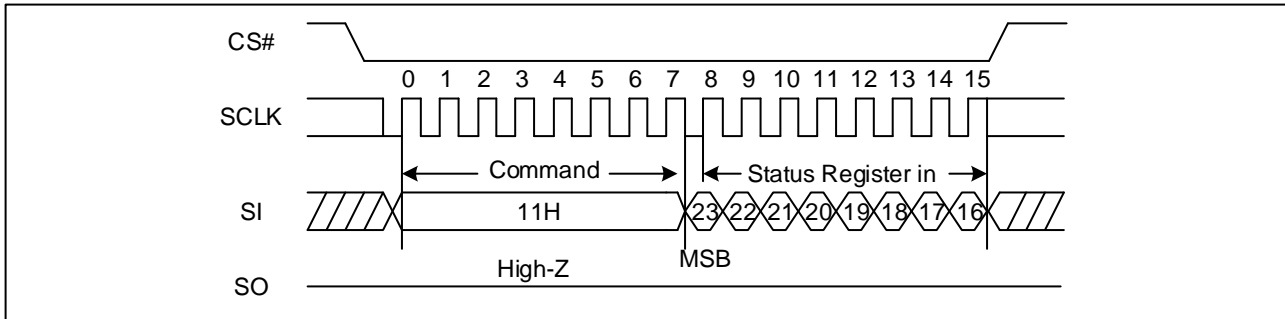 CS#
0 1 2 3 4 5 6 7 8 9 10 11 12 13 14 15
SCLK
Command Status Register in
SI 11H 23 22 21 20 19 18 17 16
High-Z MSB
SO